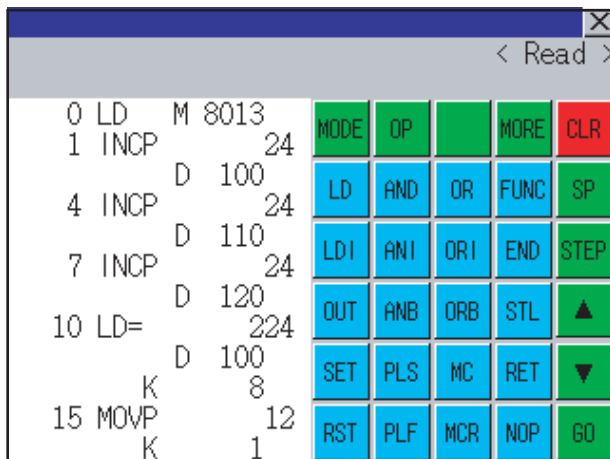 X
< Read >
0 LD M 8013
1 INCP 24
D 100
4 INCP 24
D 110
7 INCP 24
D 120
10 LD= 224
D 100
K 8
15 MOVP 12
K 1
MODE OP MORE CLR
LD AND OR FUNC SP
LDI ANI ORI END STEP
OUT ANB ORB STL ▲
SET PLS MC RET ▼
RST PLF MCR NOP GO